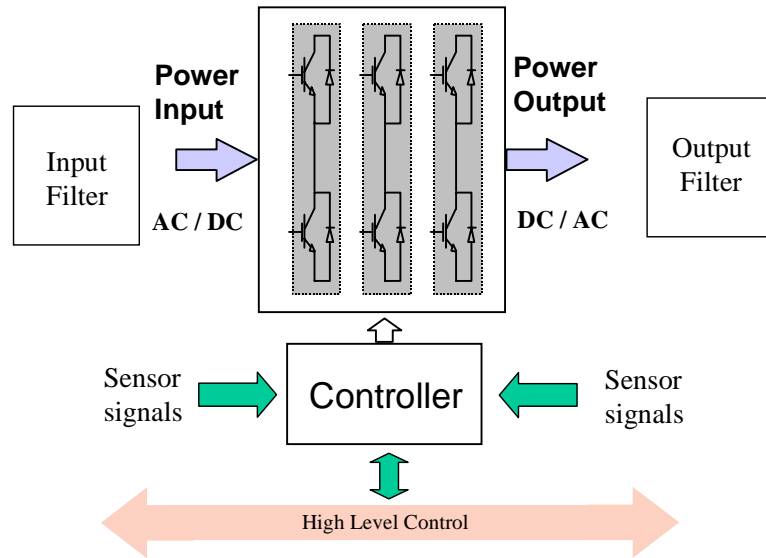 Power
Input
Power
Output
Input
Filter
Output
Filter
AC / DC
DC / AC
Sensor
signals
Controller
Sensor
signals
High Level Control